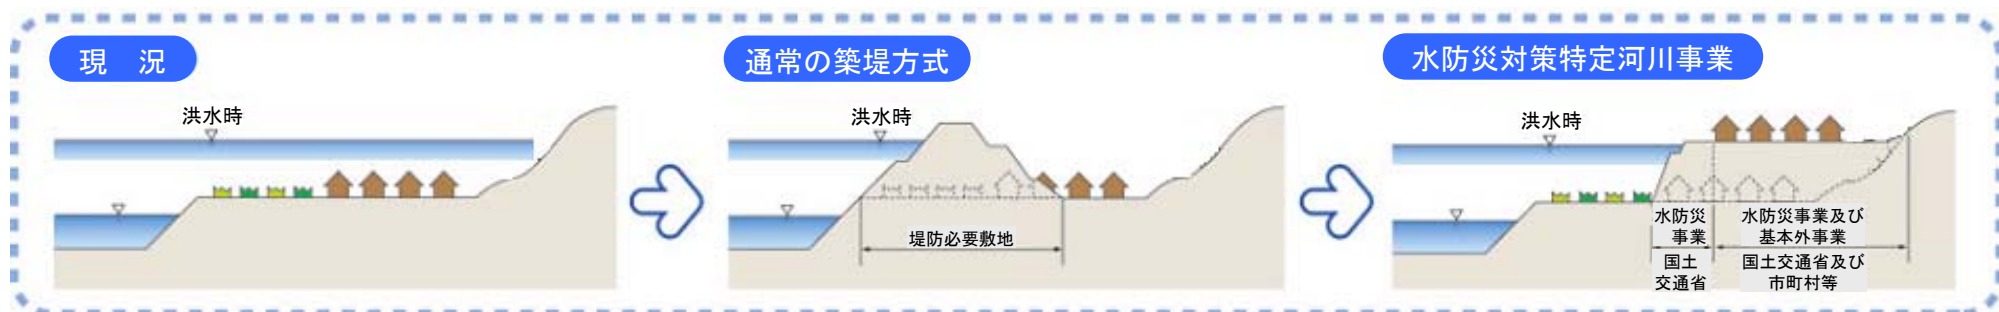 現　況
洪水時
通常の築堤方式
洪水時
堤防必要敷地
水防災対策特定河川事業
洪水時
水防災
事業
国土
交通省
水防災事業及び
基本外事業
国土交通省及び
市町村等